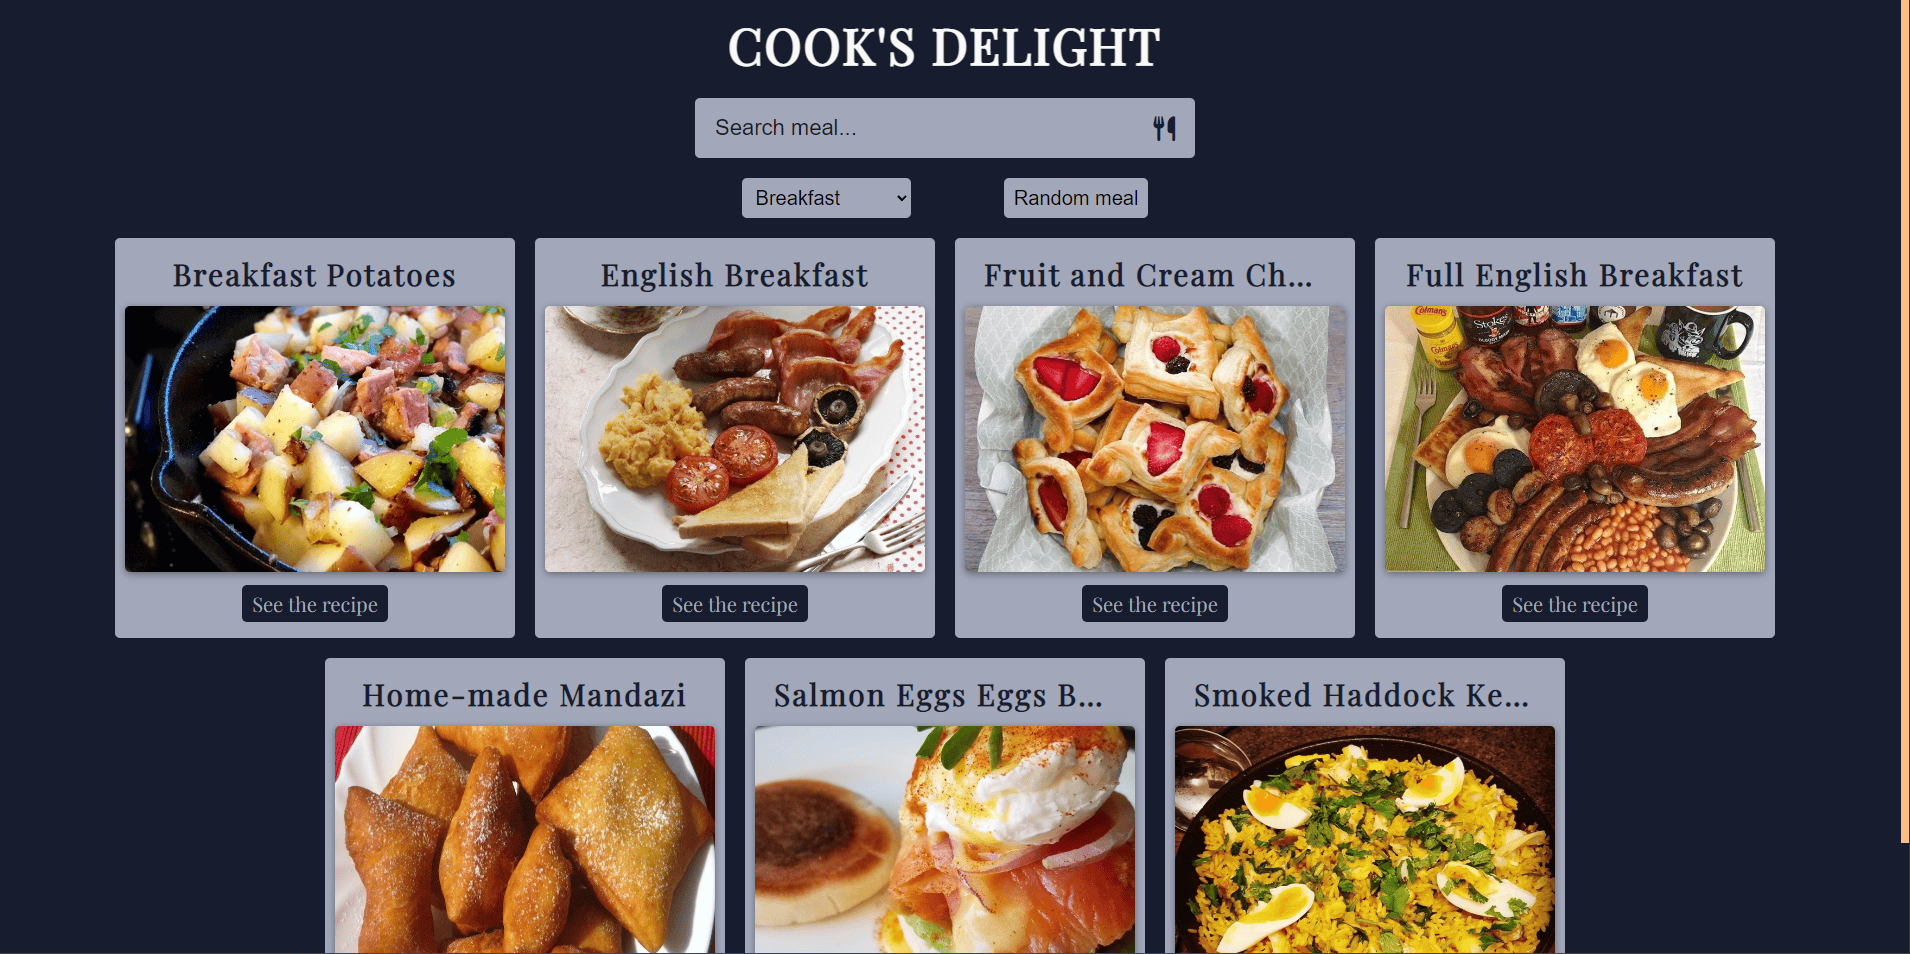 COOK'S DELIGHT
Search meal...
Breakfast
Random meal
Breakfast Potatoes
English Breakfast
Fruit and Cream Ch...
Full English Breakfast
Colman's
Stokes
See the recipe
See the recipe
See the recipe
See the recipe
Home-made Mandazi
Salmon Eggs Eggs B...
Smoked Haddock Ke...